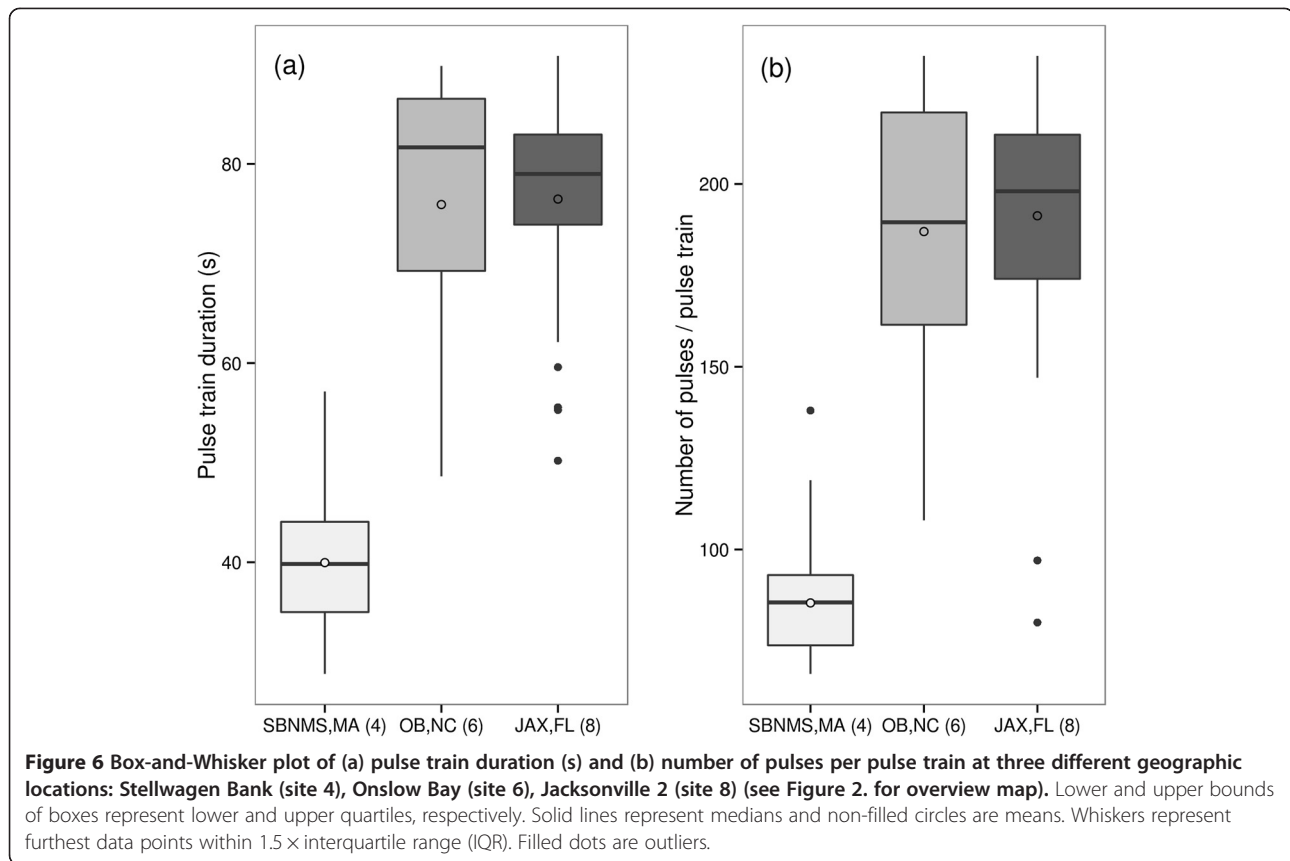 (a)
(b)
Pulse train duration (s)
80
60
40
SBNMS,MA (4) OB,NC (6) JAX,FL (8)
Number of pulses / pulse train
200
150
100
SBNMS,MA (4) OB,NC (6) JAX,FL (8)
Figure 6 Box-and-Whisker plot of (a) pulse train duration (s) and (b) number of pulses per pulse train at three different geographic
locations: Stellwagen Bank (site 4), Onslow Bay (site 6), Jacksonville 2 (site 8) (see Figure 2. for overview map). Lower and upper bounds
of boxes represent lower and upper quartiles, respectively. Solid lines represent medians and non-filled circles are means. Whiskers represent
furthest data points within 1.5 × interquartile range (IQR). Filled dots are outliers.